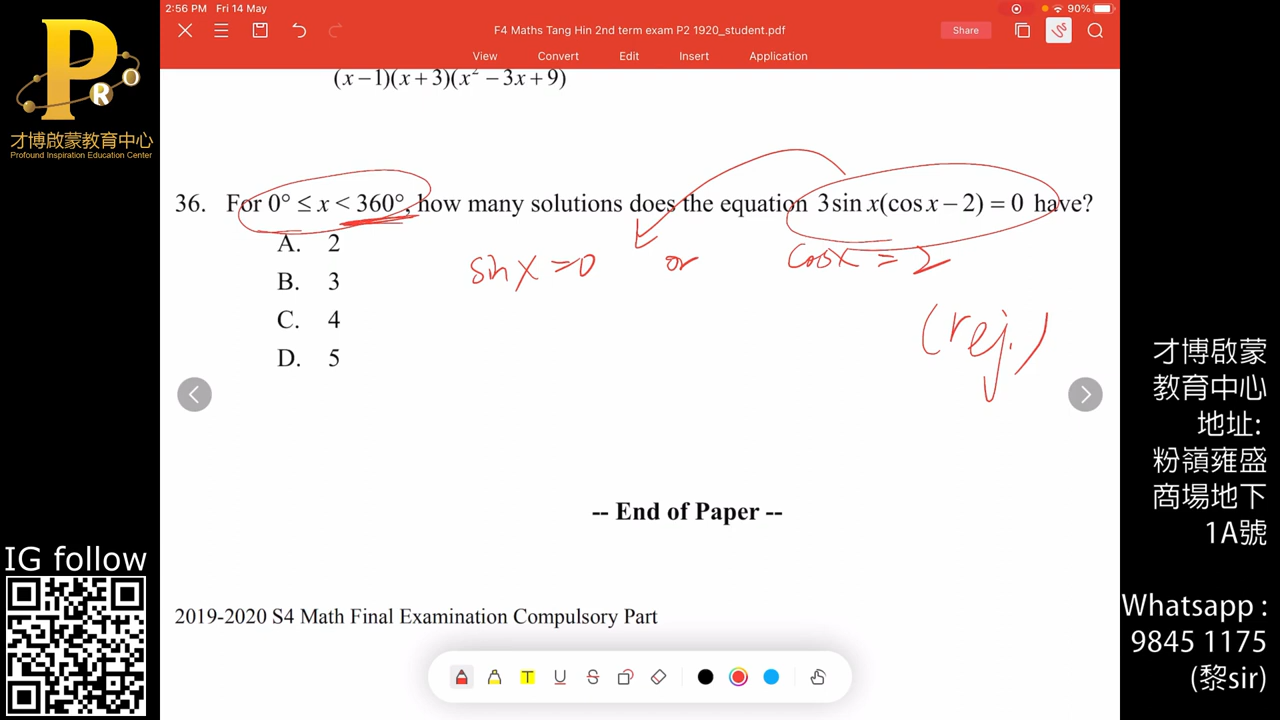 2:56 PM Fri 14 May
90%
F4 Maths Tang Hin 2nd term exam P2 1920_student.pdf
Share
View Convert Edit Insert Application
PRO
才博啟蒙教育中心
Profound Inspiration Education Center
(x−1)(x+3)(x²−3x+9)
36. For 0° ≤ x < 360°, how many solutions does the equation 3sin x(cos x − 2) = 0 have?
A. 2
B. 3
C. 4
D. 5
sin x = 0 or cos x = 2
(rej.)
-- End of Paper --
2019-2020 S4 Math Final Examination Compulsory Part
T U S
IG follow
才博啟蒙
教育中心
地址:
粉嶺雍盛
商場地下
1A號
Whatsapp :
9845 1175
(黎sir)